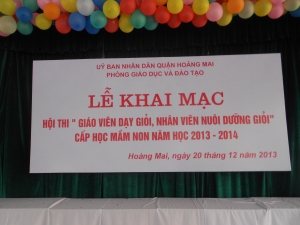 UỶ BAN NHÂN DÂN QUẬN HOÀNG MAI
PHÒNG GIÁO DỤC VÀ ĐÀO TẠO
LỄ KHAI MẠC
HỘI THI " GIÁO VIÊN DẠY GIỎI, NHÂN VIÊN NUÔI DƯỠNG GIỎI"
CẤP HỌC MẦM NON NĂM HỌC 2013 - 2014
Hoàng Mai, ngày 20 tháng 12 năm 2013